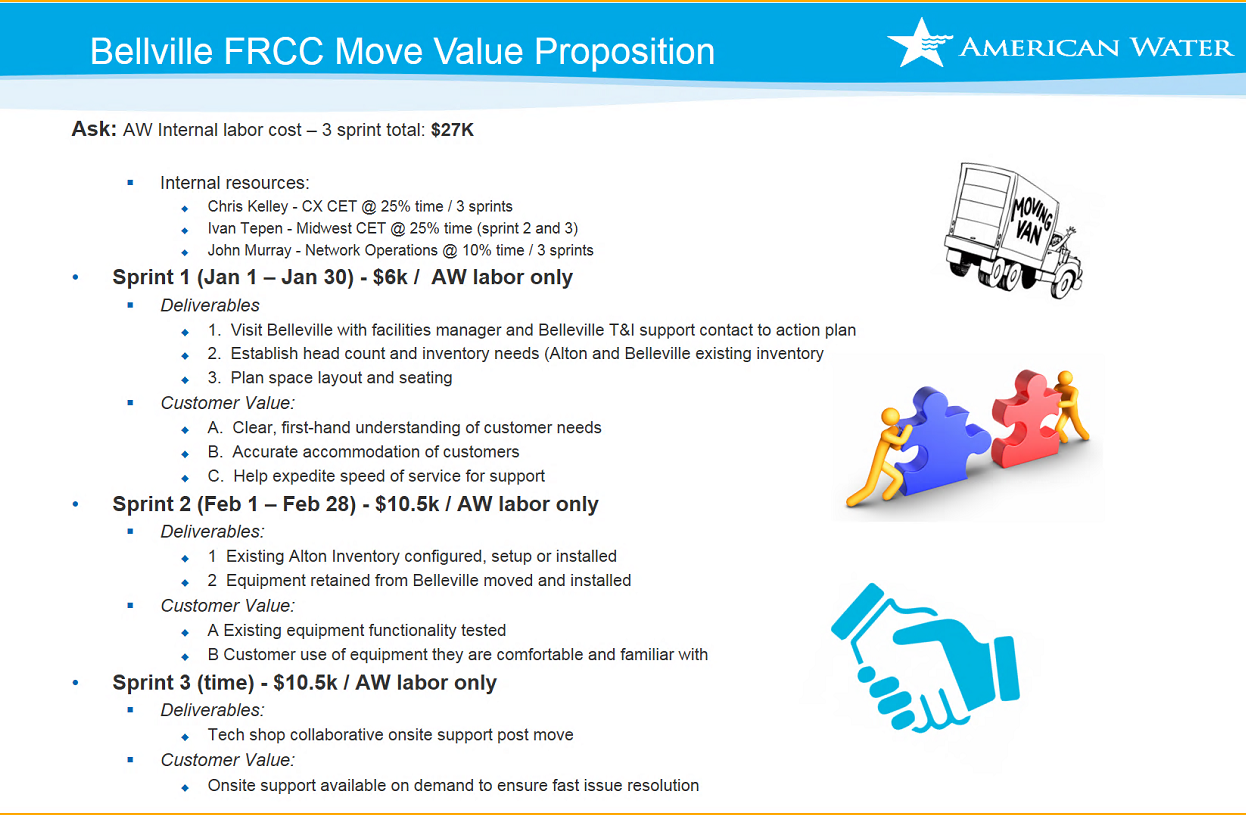 Bellville FRCC Move Value Proposition
AMERICAN WATER
Ask: AW Internal labor cost – 3 sprint total: $27K
Internal resources:
Chris Kelley - CX CET @ 25% time / 3 sprints
Ivan Tepen - Midwest CET @ 25% time (sprint 2 and 3)
John Murray - Network Operations @ 10% time / 3 sprints
MOVING
VAN
Sprint 1 (Jan 1 – Jan 30) - $6k / AW labor only
Deliverables
1. Visit Belleville with facilities manager and Belleville T&I support contact to action plan
2. Establish head count and inventory needs (Alton and Belleville existing inventory
3. Plan space layout and seating
Customer Value:
A. Clear, first-hand understanding of customer needs
B. Accurate accommodation of customers
C. Help expedite speed of service for support
Sprint 2 (Feb 1 – Feb 28) - $10.5k / AW labor only
Deliverables:
1 Existing Alton Inventory configured, setup or installed
2 Equipment retained from Belleville moved and installed
Customer Value:
A Existing equipment functionality tested
B Customer use of equipment they are comfortable and familiar with
Sprint 3 (time) - $10.5k / AW labor only
Deliverables:
Tech shop collaborative onsite support post move
Customer Value:
Onsite support available on demand to ensure fast issue resolution